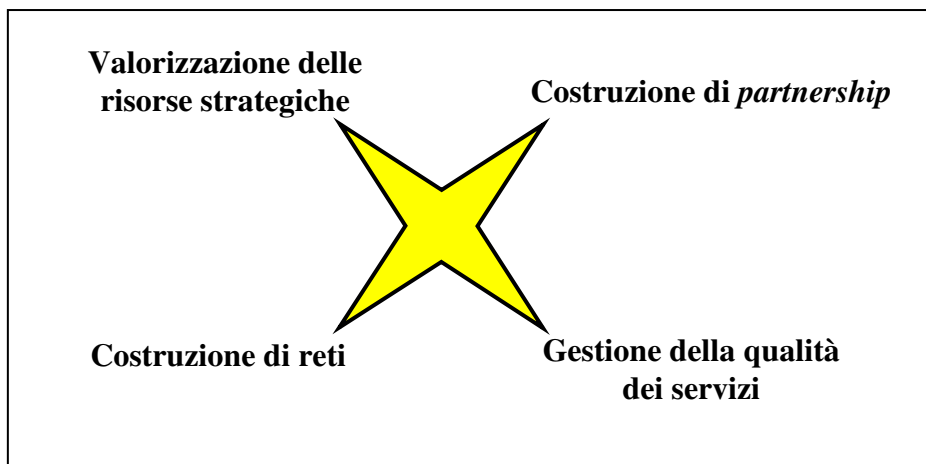 Valorizzazione delle
risorse strategiche
Costruzione di partnership
Costruzione di reti
Gestione della qualità
dei servizi